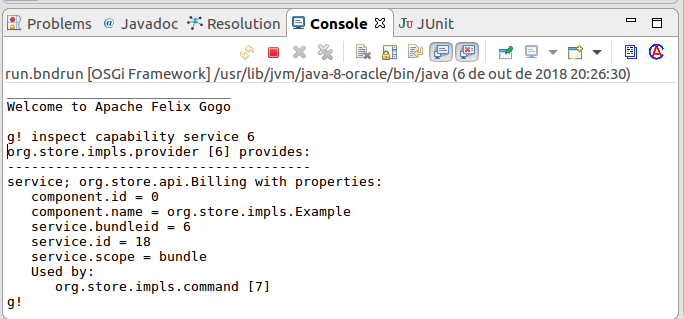 Problems @ Javadoc Resolution Console JU JUnit
run.bndrun [OSGi Framework] /usr/lib/jvm/java-8-oracle/bin/java (6 de out de 2018 20:26:30)
____________________________
Welcome to Apache Felix Gogo
g! inspect capability service 6
org.store.impls.provider [6] provides:
--------------------------------------
service; org.store.api.Billing with properties:
component.id = 0
component.name = org.store.impls.Example
service.bundleid = 6
service.id = 18
service.scope = bundle
Used by:
org.store.impls.command [7]
g!